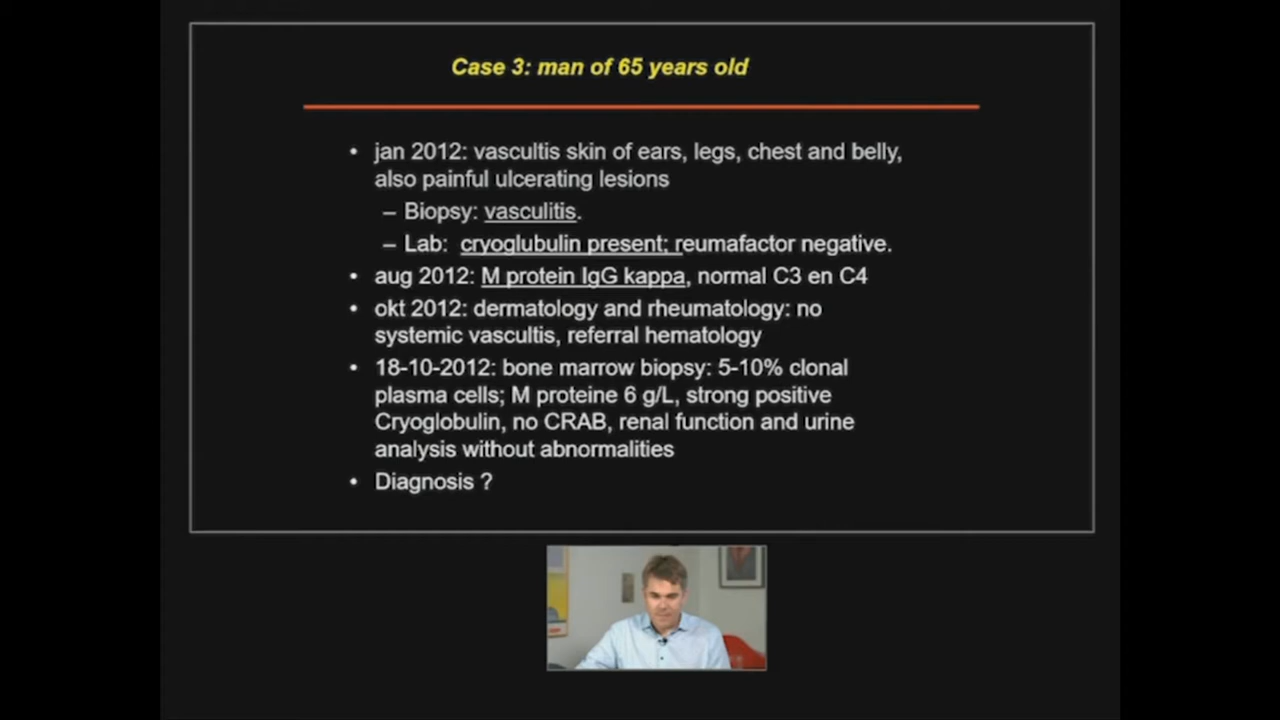 Case 3: man of 65 years old
• jan 2012: vascultis skin of ears, legs, chest and belly,
also painful ulcerating lesions
– Biopsy: vasculitis.
– Lab: cryoglubulin present; reumafactor negative.
• aug 2012: M protein IgG kappa, normal C3 en C4
• okt 2012: dermatology and rheumatology: no
systemic vascultis, referral hematology
• 18-10-2012: bone marrow biopsy: 5-10% clonal
plasma cells; M proteine 6 g/L, strong positive
Cryoglobulin, no CRAB, renal function and urine
analysis without abnormalities
• Diagnosis ?